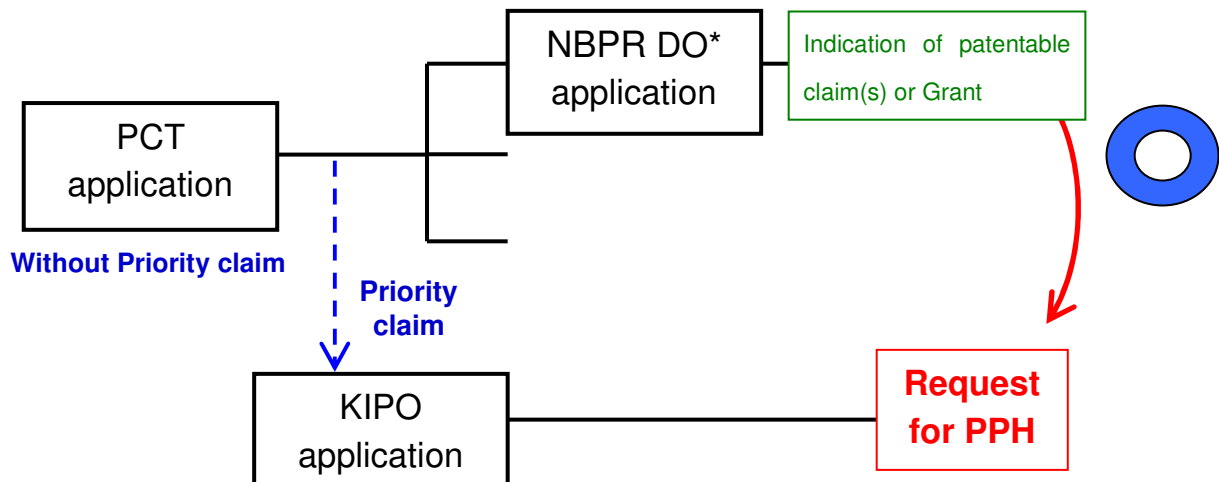 NBPR DO*
application
Indication of patentable
claim(s) or Grant
PCT
application
Without Priority claim
Priority
claim
KIPO
application
Request
for PPH